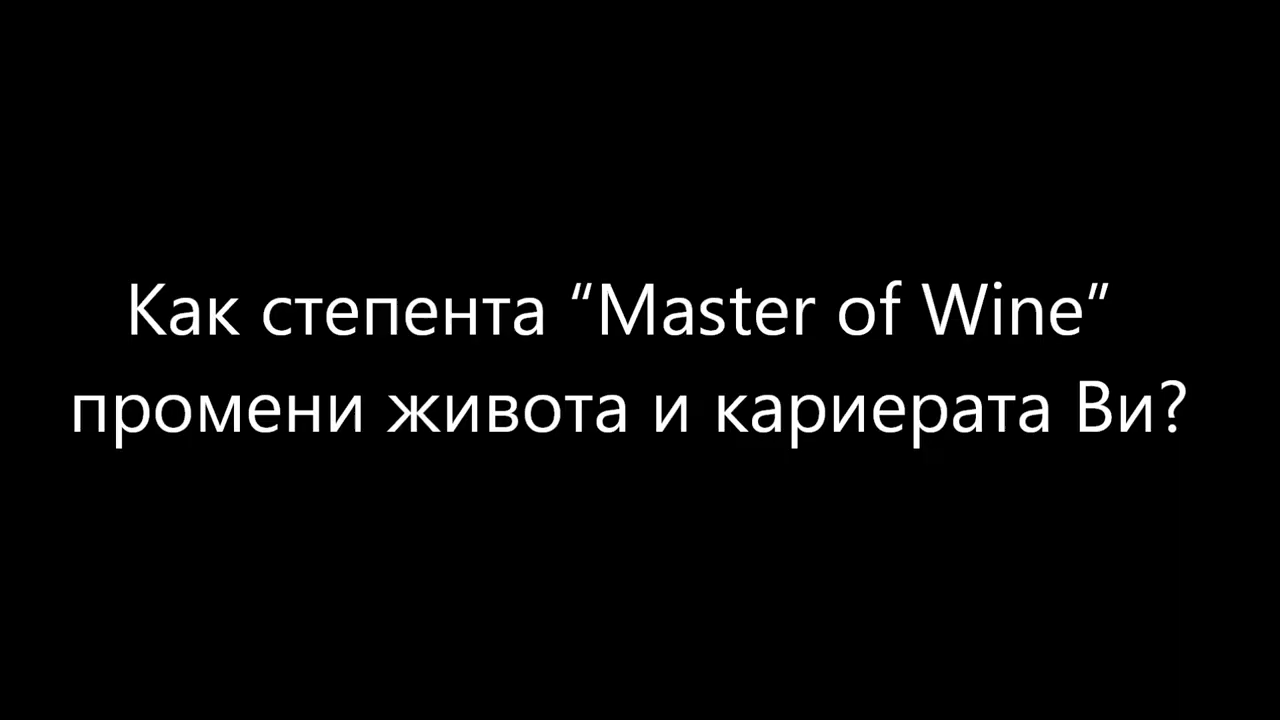 Как степента “Master of Wine”
промени живота и кариерата Ви?